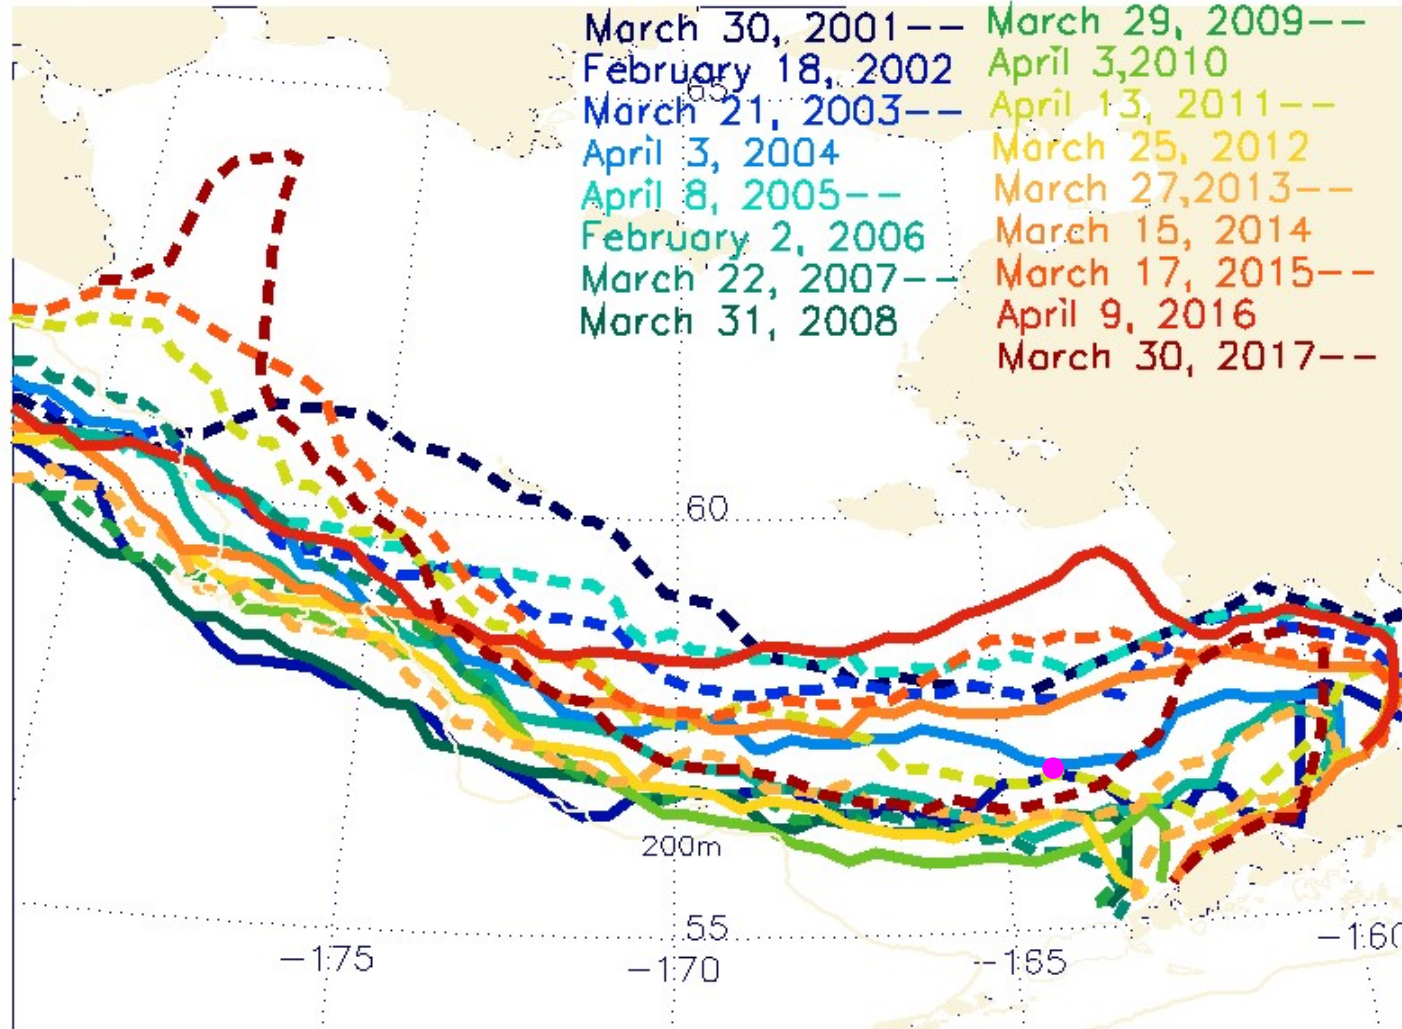 March 30, 2001--
February 18, 2002
March 21, 2003--
April 3, 2004
April 8, 2005--
February 2, 2006
March 22, 2007--
March 31, 2008
March 29, 2009--
April 3,2010
April 13, 2011--
March 25, 2012
March 27,2013--
March 15, 2014
March 17, 2015--
April 9, 2016
March 30, 2017--
65
60
200m
55
-175
-170
-165
-160